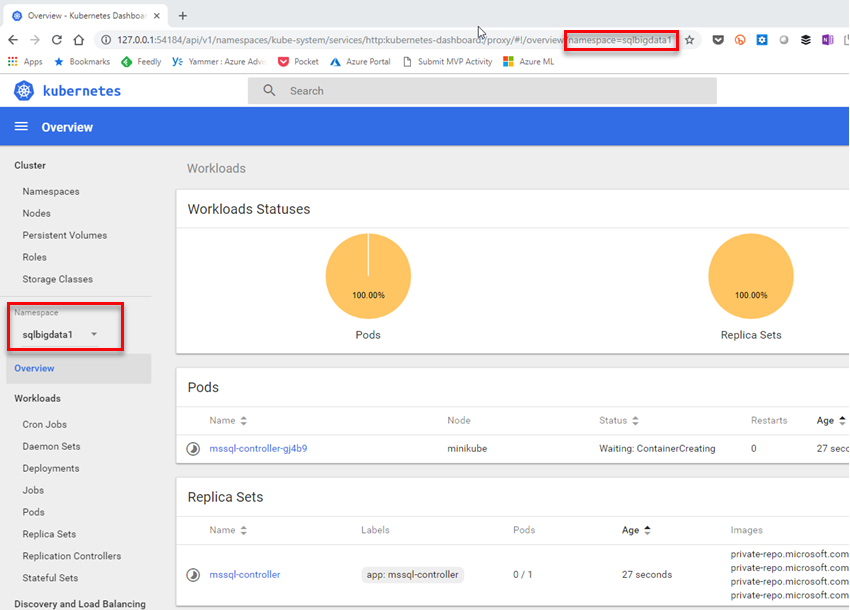 Overview - Kubernetes Dashboa
127.0.0.1:54184/api/v1/namespaces/kube-system/services/http:kubernetes-dashboard:/proxy/#!/overview?namespace=sqlbigdata1
Apps Bookmarks Feedly Yammer : Azure Adv Pocket Azure Portal Submit MVP Activity Azure ML
kubernetes
Search
Overview
Cluster
Namespaces
Nodes
Persistent Volumes
Roles
Storage Classes
Namespace
sqlbigdata1
Overview
Workloads
Cron Jobs
Daemon Sets
Deployments
Jobs
Pods
Replica Sets
Replication Controllers
Stateful Sets
Discovery and Load Balancing
Workloads
Workloads Statuses
100.00%
Pods
100.00%
Replica Sets
Pods
Name Node Status Restarts Age
mssql-controller-gj4b9 minikube Waiting: ContainerCreating 0 27 seco
Replica Sets
Name Labels Pods Age Images
mssql-controller app: mssql-controller 0 / 1 27 seconds
private-repo.microsoft.com
private-repo.microsoft.com
private-repo.microsoft.com
private-repo.microsoft.com